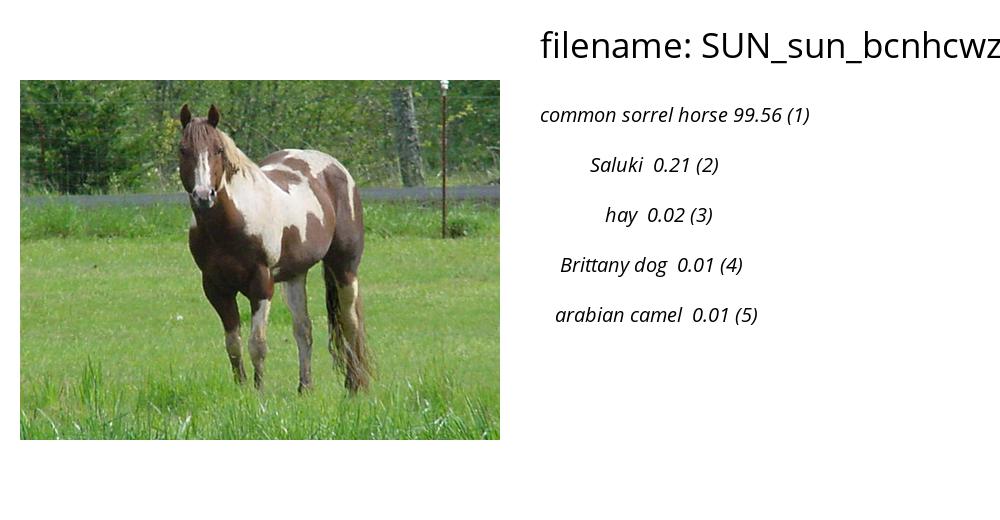 filename: SUN_sun_bcnhcwz
common sorrel horse 99.56 (1)
Saluki 0.21 (2)
hay 0.02 (3)
Brittany dog 0.01 (4)
arabian camel 0.01 (5)